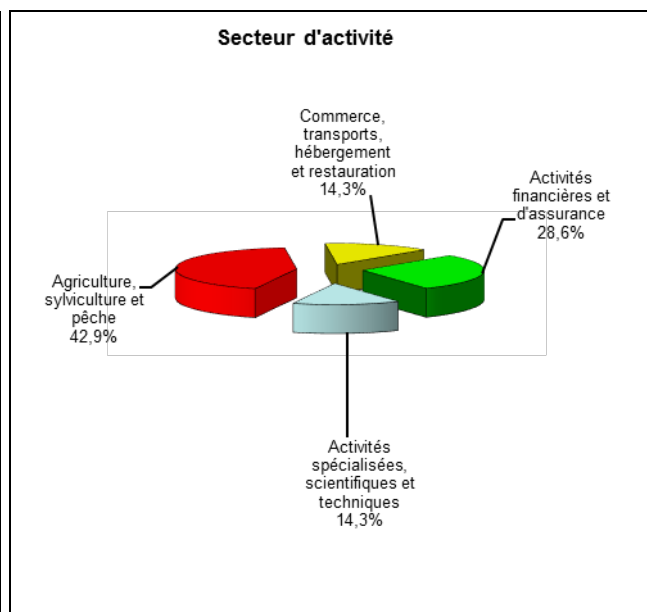 Secteur d'activité
Commerce,
transports,
hébergement
et restauration
14,3%
Activités
financières et
d'assurance
28,6%
Agriculture,
sylviculture et
pêche
42,9%
Activités
spécialisées,
scientifiques et
techniques
14,3%